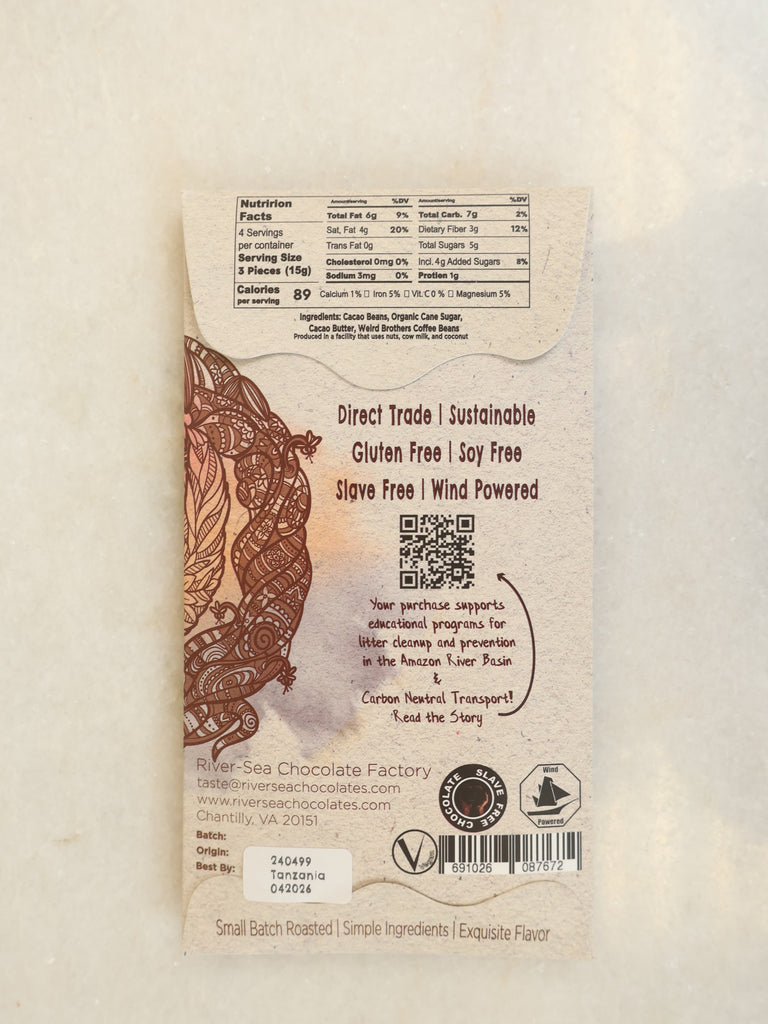 Nutririon Facts
Amount/serving %DV Amount/serving %DV
Total Fat 6g 9% Total Carb. 7g 2%
4 Servings per container
Sat, Fat 4g 20% Dietary Fiber 3g 12%
Trans Fat 0g Total Sugars 5g
Serving Size
3 Pieces (15g)
Cholesterol 0mg 0% Incl. 4g Added Sugars 8%
Sodium 3mg 0% Protien 1g
Calories per serving 89
Calcium 1% □ Iron 5% □ Vit. C 0 % □ Magnesium 5%
Ingredients: Cacao Beans, Organic Cane Sugar,
Cacao Butter, Weird Brothers Coffee Beans
Produced in a facility that uses nuts, cow milk, and coconut
Direct Trade | Sustainable
Gluten Free | Soy Free
Slave Free | Wind Powered
Your purchase supports
educational programs for
litter cleanup and prevention
in the Amazon River Basin
&
Carbon Neutral Transport!
Read the Story
River-Sea Chocolate Factory
taste@riverseachocolates.com
www.riverseachocolates.com
Chantilly, VA 20151
SLAVE FREE CHOCOLATE
Wind
Powered
Batch: 240499
Origin: Tanzania
Best By: 042026
V
691026 087672
Small Batch Roasted | Simple Ingredients | Exquisite Flavor